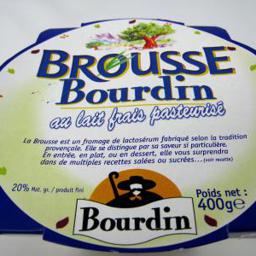 BROUSSE
Bourdin
au lait frais pasteurisé
La Brousse est un fromage de lactosérum fabriqué selon la tradition
provençale. Elle se distingue par sa saveur si particulière.
En entrée, en plat, ou en dessert, elle vous surprendra
dans de multiples recettes salées ou sucrées...(voir recette)
20% Mat. gr. / produit fini
Poids net :
400g e
Bourdin